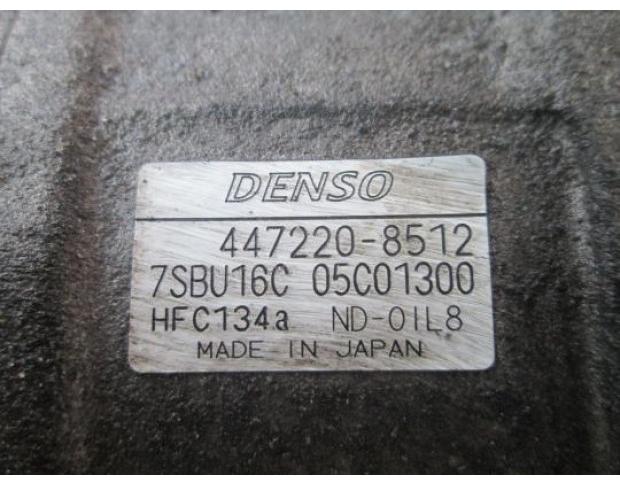 DENSO
447220-8512
7SBU16C 05C01300
HFC134a ND-OIL8
MADE IN JAPAN